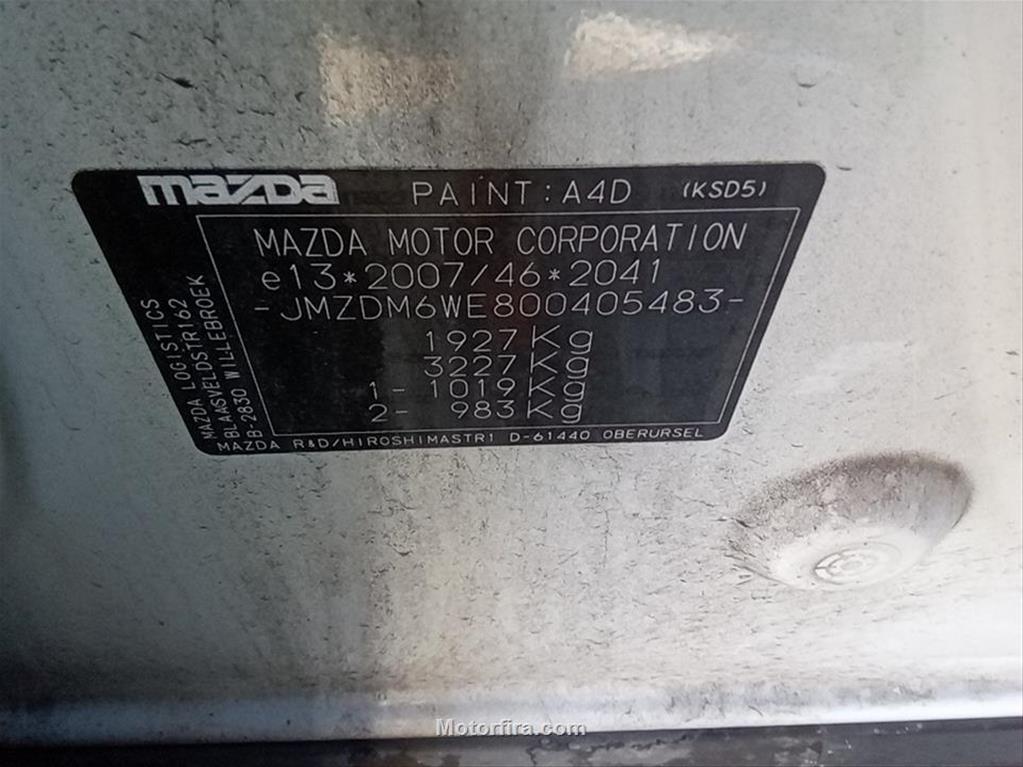 mazda PAINT: A4D (KSD5)
MAZDA MOTOR CORPORATION
e13*2007/46*2041
-JMZDM6WE800405483-
1927Kg
3227Kg
1- 1019Kg
2- 983Kg
MAZDA LOGISTICS
BLAASVELDSTR162
B-2830 WILLEBROEK
MAZDA R&D/HIROSHIMASTR1 D-61440 OBERURSEL
Motorfira.com